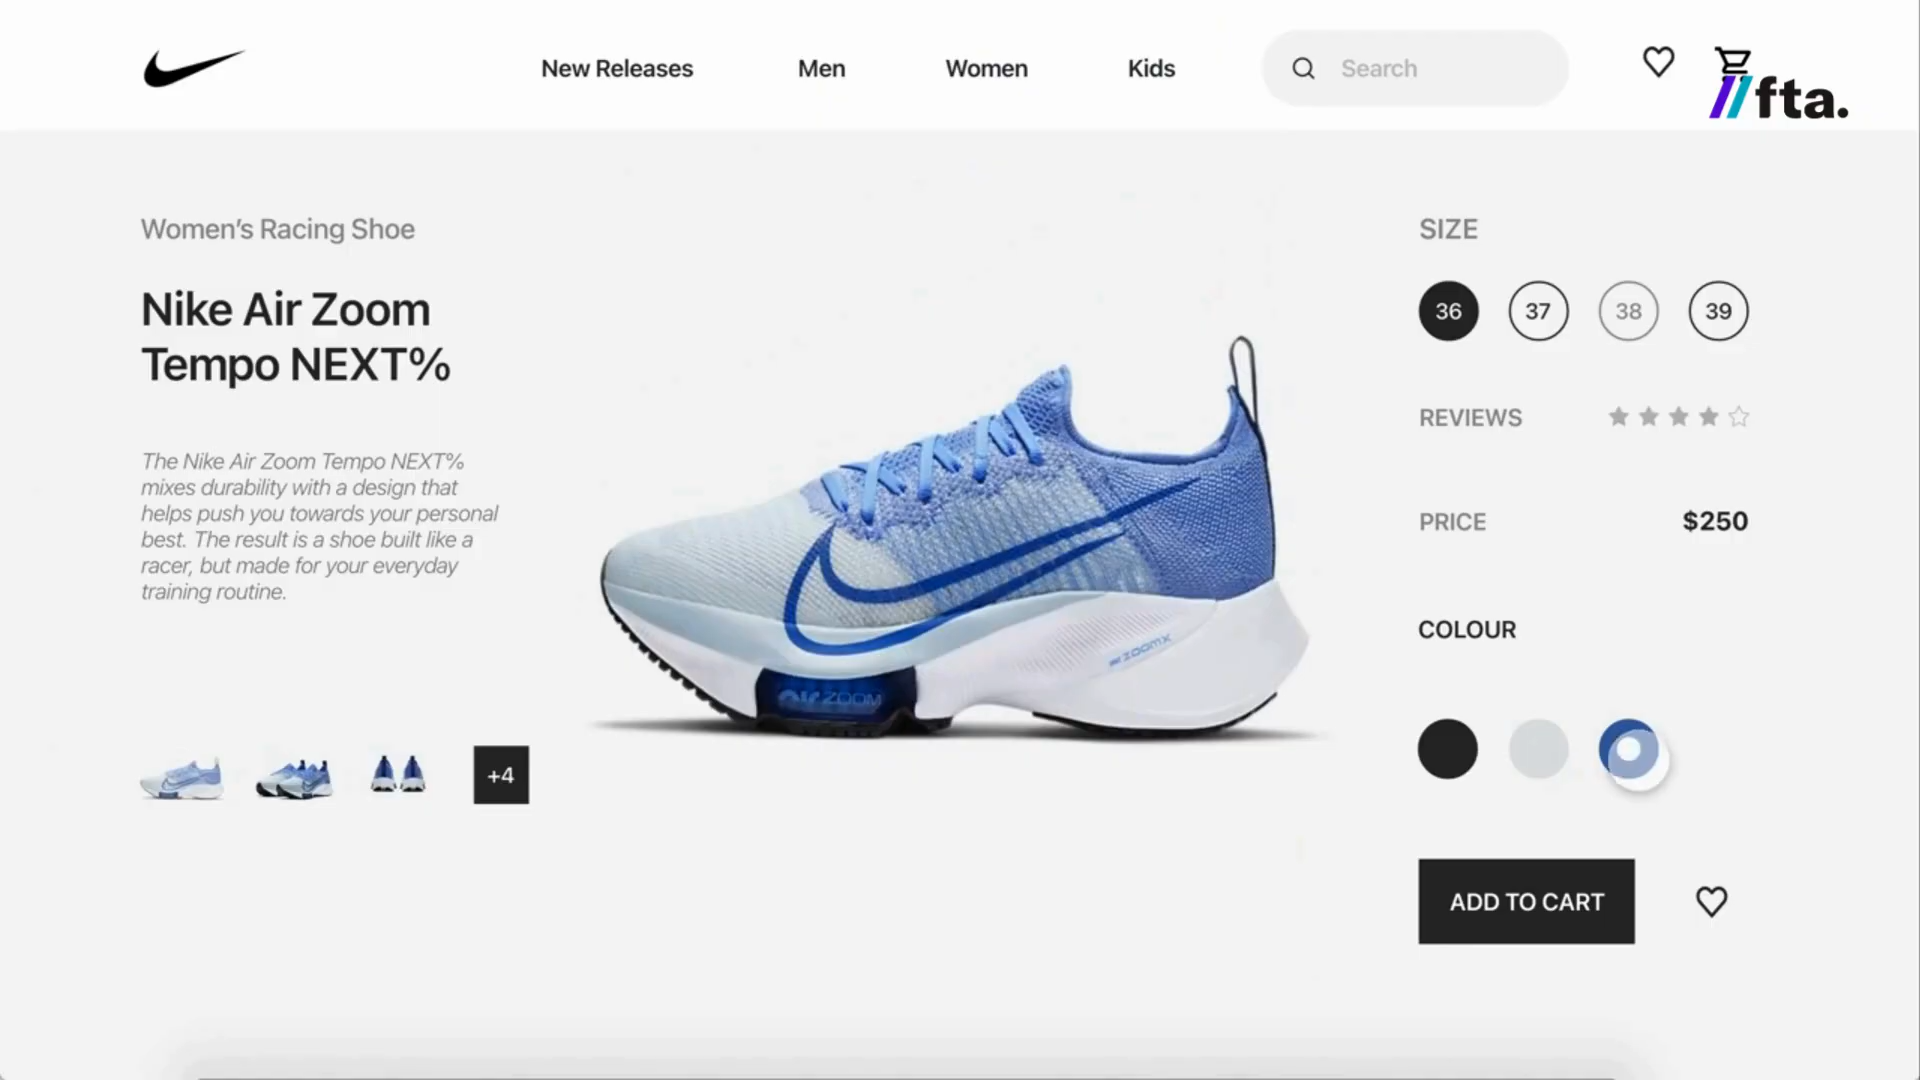 New Releases
Men
Women
Kids
Search
//fta.
Women's Racing Shoe
Nike Air Zoom
Tempo NEXT%
The Nike Air Zoom Tempo NEXT%
mixes durability with a design that
helps push you towards your personal
best. The result is a shoe built like a
racer, but made for your everyday
training routine.
+4
Air ZOOM
ZOOMX
SIZE
36
37
38
39
REVIEWS
PRICE
$250
COLOUR
ADD TO CART